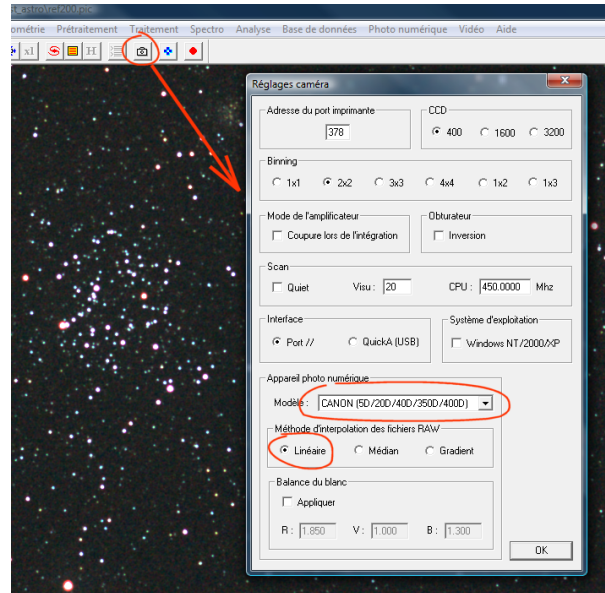 t_astro\ref200.pic
ométrie Prétraitement Traitement Spectro Analyse Base de données Photo numérique Vidéo Aide
x1 H
Réglages caméra
Adresse du port imprimante
378
CCD
400 1600 3200
Binning
1x1 2x2 3x3 4x4 1x2 1x3
Mode de l'amplificateur
Coupure lors de l'intégration
Obturateur
Inversion
Scan
Quiet Visu : 20 CPU : 450.0000 Mhz
Interface
Port // QuickA (USB)
Système d'exploitation
Windows NT/2000/XP
Appareil photo numérique
Modèle : CANON (5D/20D/40D/350D/400D)
Méthode d'interpolation des fichiers RAW
Linéaire Médian Gradient
Balance du blanc
Appliquer
R : 1.850 V : 1.000 B : 1.300
OK